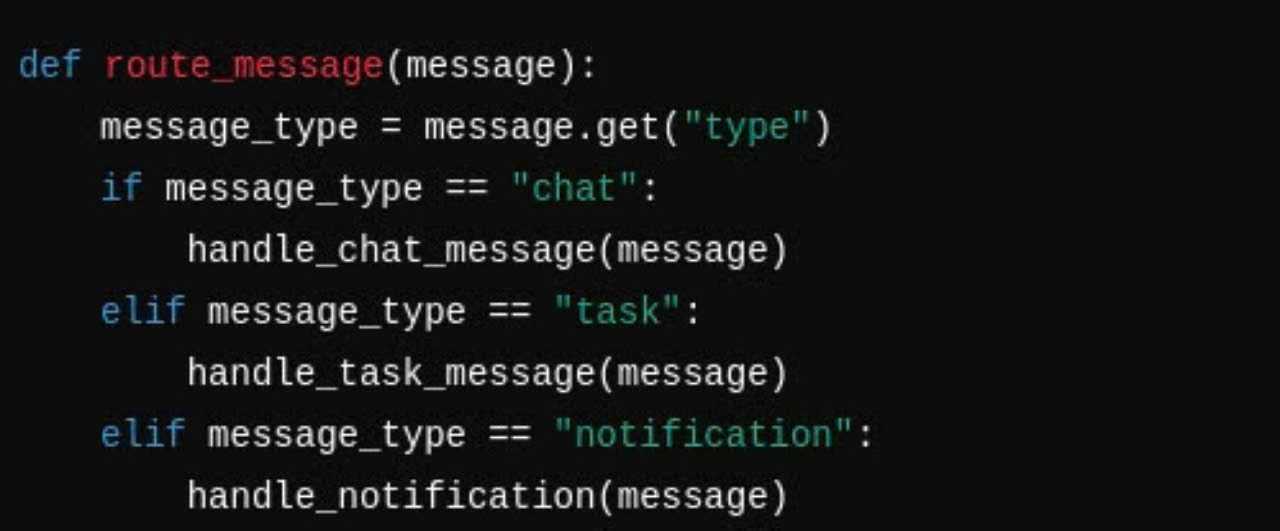 def route_message(message):
    message_type = message.get("type")
    if message_type == "chat":
        handle_chat_message(message)
    elif message_type == "task":
        handle_task_message(message)
    elif message_type == "notification":
        handle_notification(message)